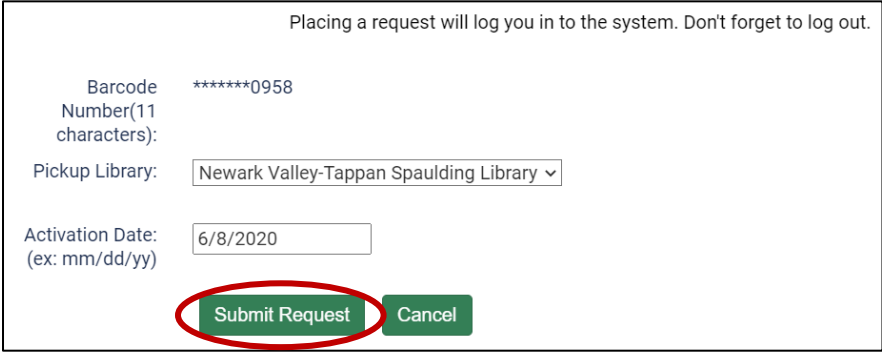 Placing a request will log you in to the system. Don't forget to log out.
Barcode *******0958
Number(11
characters):
Pickup Library: Newark Valley-Tappan Spaulding Library
Activation Date: 6/8/2020
(ex: mm/dd/yy)
Submit Request Cancel